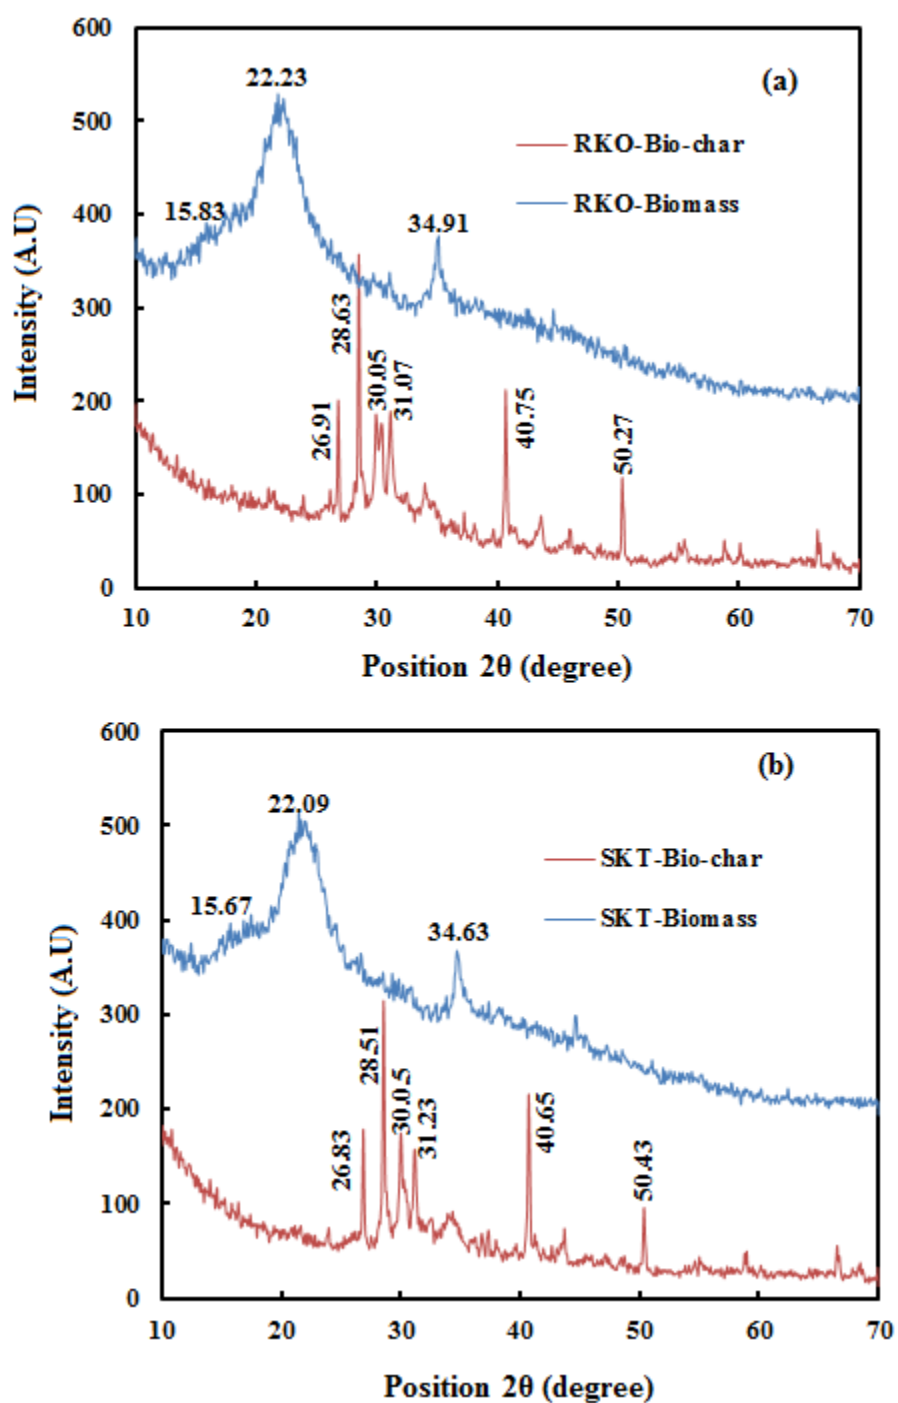 600
500
400
300
200
100
0
10 20 30 40 50 60 70
Intensity (A.U)
Position 2θ (degree)
(a)
RKO-Bio-char
RKO-Biomass
15.83
22.23
34.91
26.91
28.63
30.05
31.07
40.75
50.27
600
500
400
300
200
100
0
10 20 30 40 50 60 70
Intensity (A.U)
Position 2θ (degree)
(b)
SKT-Bio-char
SKT-Biomass
15.67
22.09
34.63
26.83
28.51
30.05
31.23
40.65
50.43